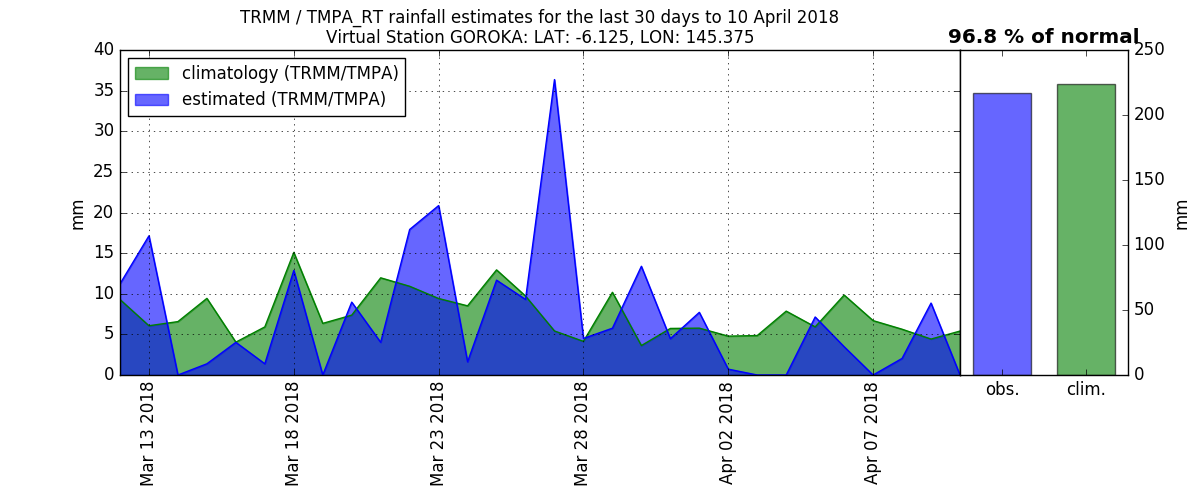 TRMM / TMPA_RT rainfall estimates for the last 30 days to 10 April 2018
Virtual Station GOROKA: LAT: -6.125, LON: 145.375
96.8 % of normal
climatology (TRMM/TMPA)
estimated (TRMM/TMPA)
40
35
30
25
20
15
10
5
0
mm
Mar 13 2018
Mar 18 2018
Mar 23 2018
Mar 28 2018
Apr 02 2018
Apr 07 2018
obs.
clim.
250
200
150
100
50
0
mm